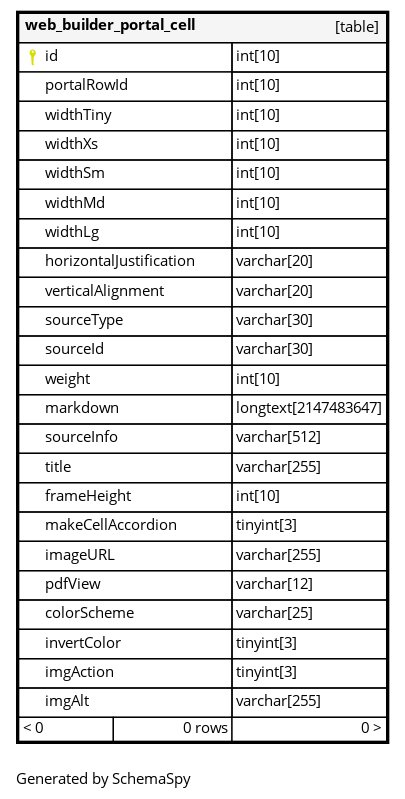 web_builder_portal_cell [table]
id int[10]
portalRowId int[10]
widthTiny int[10]
widthXs int[10]
widthSm int[10]
widthMd int[10]
widthLg int[10]
horizontalJustification varchar[20]
verticalAlignment varchar[20]
sourceType varchar[30]
sourceId varchar[30]
weight int[10]
markdown longtext[2147483647]
sourceInfo varchar[512]
title varchar[255]
frameHeight int[10]
makeCellAccordion tinyint[3]
imageURL varchar[255]
pdfView varchar[12]
colorScheme varchar[25]
invertColor tinyint[3]
imgAction tinyint[3]
imgAlt varchar[255]
< 0 0 rows 0 >
Generated by SchemaSpy